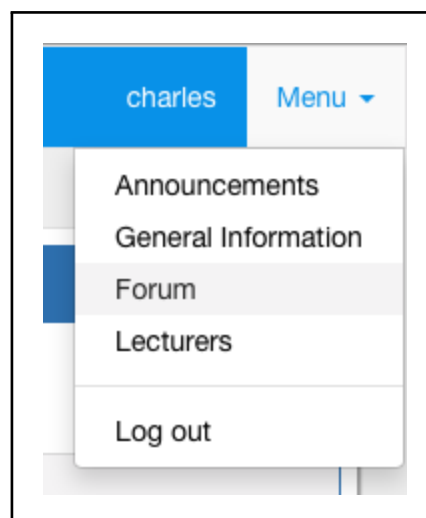 charles Menu
Announcements
General Information
Forum
Lecturers
Log out